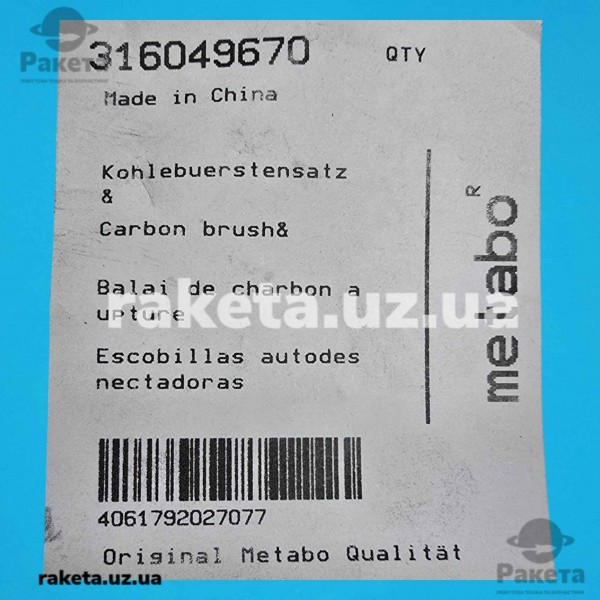 Ракета
316049670 QTY
Made in China
Kohlebuerstensatz
&
Carbon brush&
Balai de charbon a
upture
Escobillas autodes
nectadoras
metabo R
raketa.uz.ua
4061792027077
Original Metabo Qualität
raketa.uz.ua
Ракета